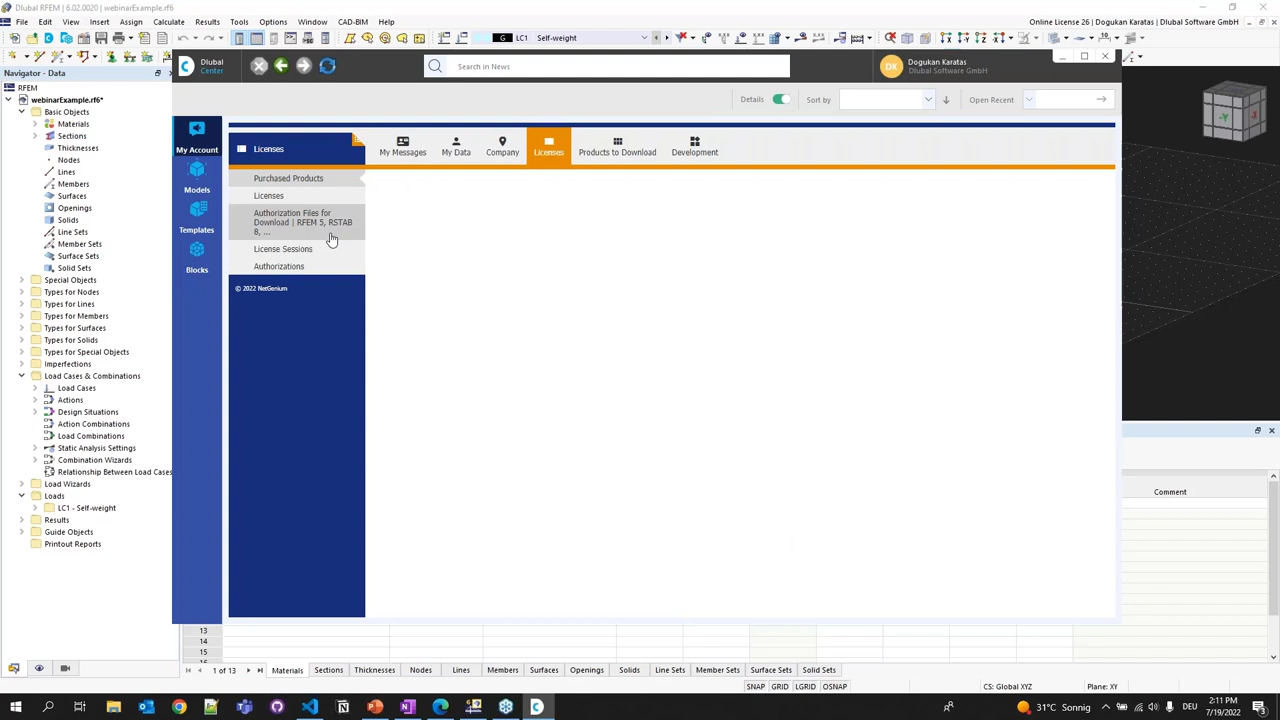 Dlubal RFEM | 6.02.0020 | webinarExample.rf6*
File Edit View Insert Assign Calculate Results Tools Options Window CAD-BIM Help
Online License 26 | Dogukan Karatas | Dlubal Software GmbH
G LC1 Self-weight
Navigator - Data
RFEM
webinarExample.rf6*
Basic Objects
Materials
Sections
Thicknesses
Nodes
Lines
Members
Surfaces
Openings
Solids
Line Sets
Member Sets
Surface Sets
Solid Sets
Special Objects
Types for Nodes
Types for Lines
Types for Members
Types for Surfaces
Types for Solids
Types for Special Objects
Imperfections
Load Cases & Combinations
Load Cases
Actions
Design Situations
Action Combinations
Load Combinations
Static Analysis Settings
Combination Wizards
Relationship Between Load Cases
Load Wizards
Loads
LC1 - Self-weight
Results
Guide Objects
Printout Reports
Dlubal
Center
Search in News
DK
Dogukan Karatas
Dlubal Software GmbH
Details
Sort by
Open Recent
My Account
Models
Templates
Blocks
Licenses
My Messages
My Data
Company
Licenses
Products to Download
Development
Purchased Products
Licenses
Authorization Files for
Download | RFEM 5, RSTAB
8, ...
License Sessions
Authorizations
© 2022 NetGenium
-Y
-X
Comment
13
14
15
1 of 13
Materials Sections Thicknesses Nodes Lines Members Surfaces Openings Solids Line Sets Member Sets Surface Sets Solid Sets
SNAP GRID LGRID OSNAP
CS: Global XYZ
Plane: XY
31°C Sonnig
DEU
2:11 PM
7/19/2022